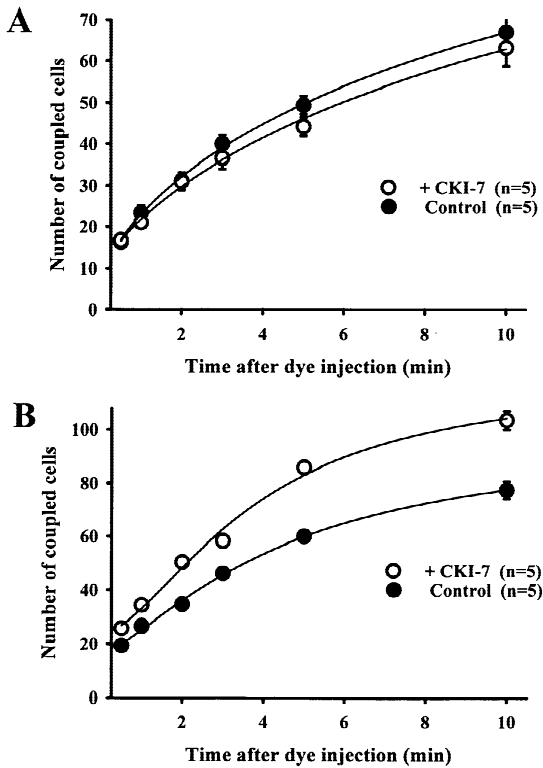 A
70
60
50
40
30
20
10
0
Number of coupled cells
+ CKI-7 (n=5)
Control (n=5)
2 4 6 8 10
Time after dye injection (min)
B
100
80
60
40
20
0
Number of coupled cells
+ CKI-7 (n=5)
Control (n=5)
2 4 6 8 10
Time after dye injection (min)